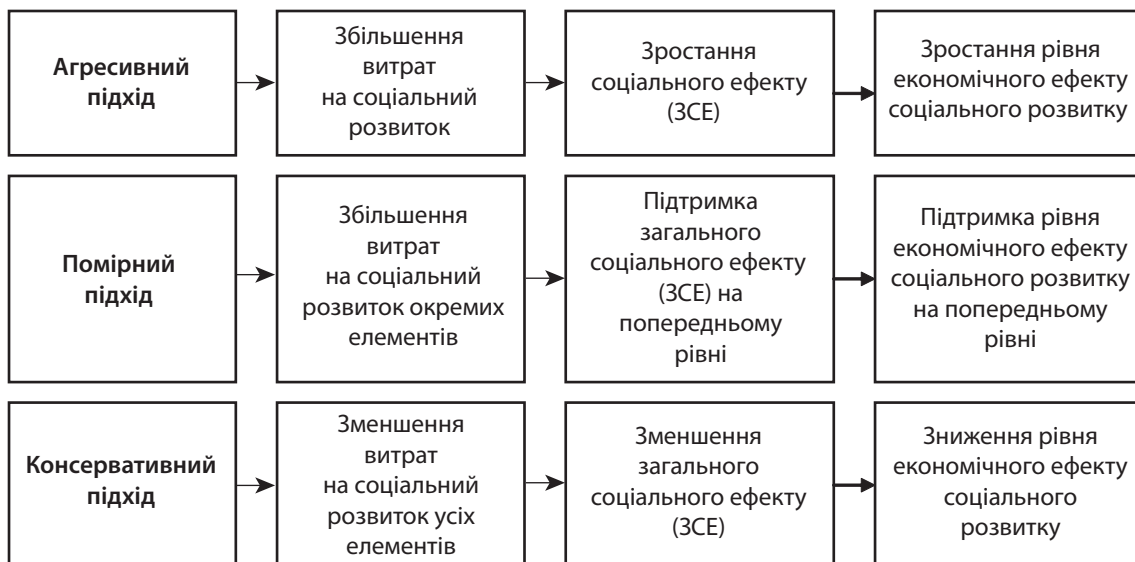 Агресивний
підхід
Збільшення
витрат
на соціальний
розвиток
Зростання
соціального ефекту
(ЗСЕ)
Зростання рівня
економічного ефекту
соціального розвитку
Помірний
підхід
Збільшення
витрат
на соціальний
розвиток окремих
елементів
Підтримка
загального
соціального ефекту
(ЗСЕ) на
попередньому
рівні
Підтримка рівня
економічного ефекту
соціального розвитку
на попередньому
рівні
Консервативний
підхід
Зменшення
витрат
на соціальний
розвиток усіх
елементів
Зменшення
загального
соціального ефекту
(ЗСЕ)
Зниження рівня
економічного ефекту
соціального
розвитку